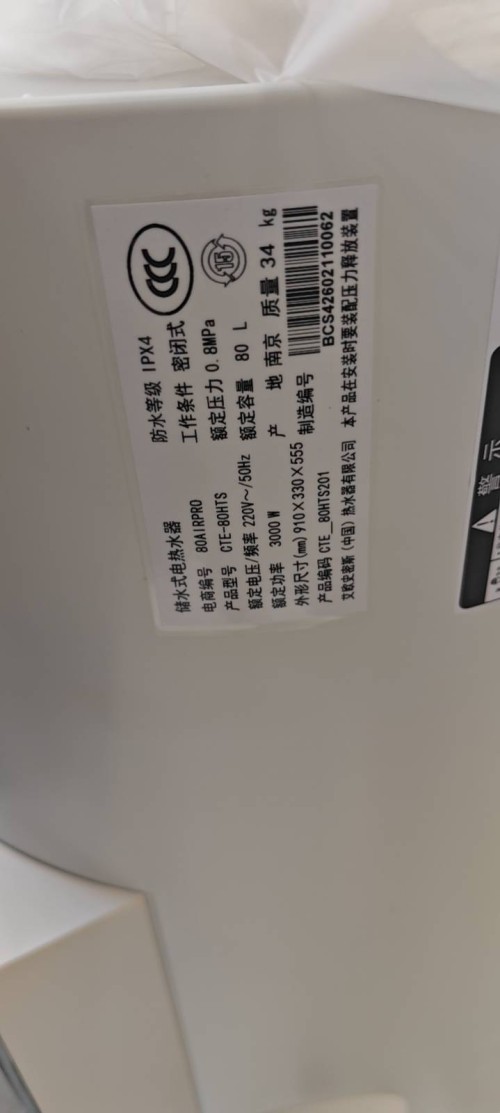 储水式电热水器
电商编号 80AIRPRO 防水等级 IPX4
产品型号 CTE-80HTS 工作条件 密闭式
额定电压/频率 220V~/50Hz 额定压力 0.8MPa
额定功率 3000W 额定容量 80 L
外形尺寸(mm) 910×330×555 产地 南京 质量 34 kg
产品编码 CTE_80HTS201 制造编号
BCS42602110062
艾欧史密斯(中国)热水器有限公司 本产品在安装时要装配压力释放装置
CCC
15
警示